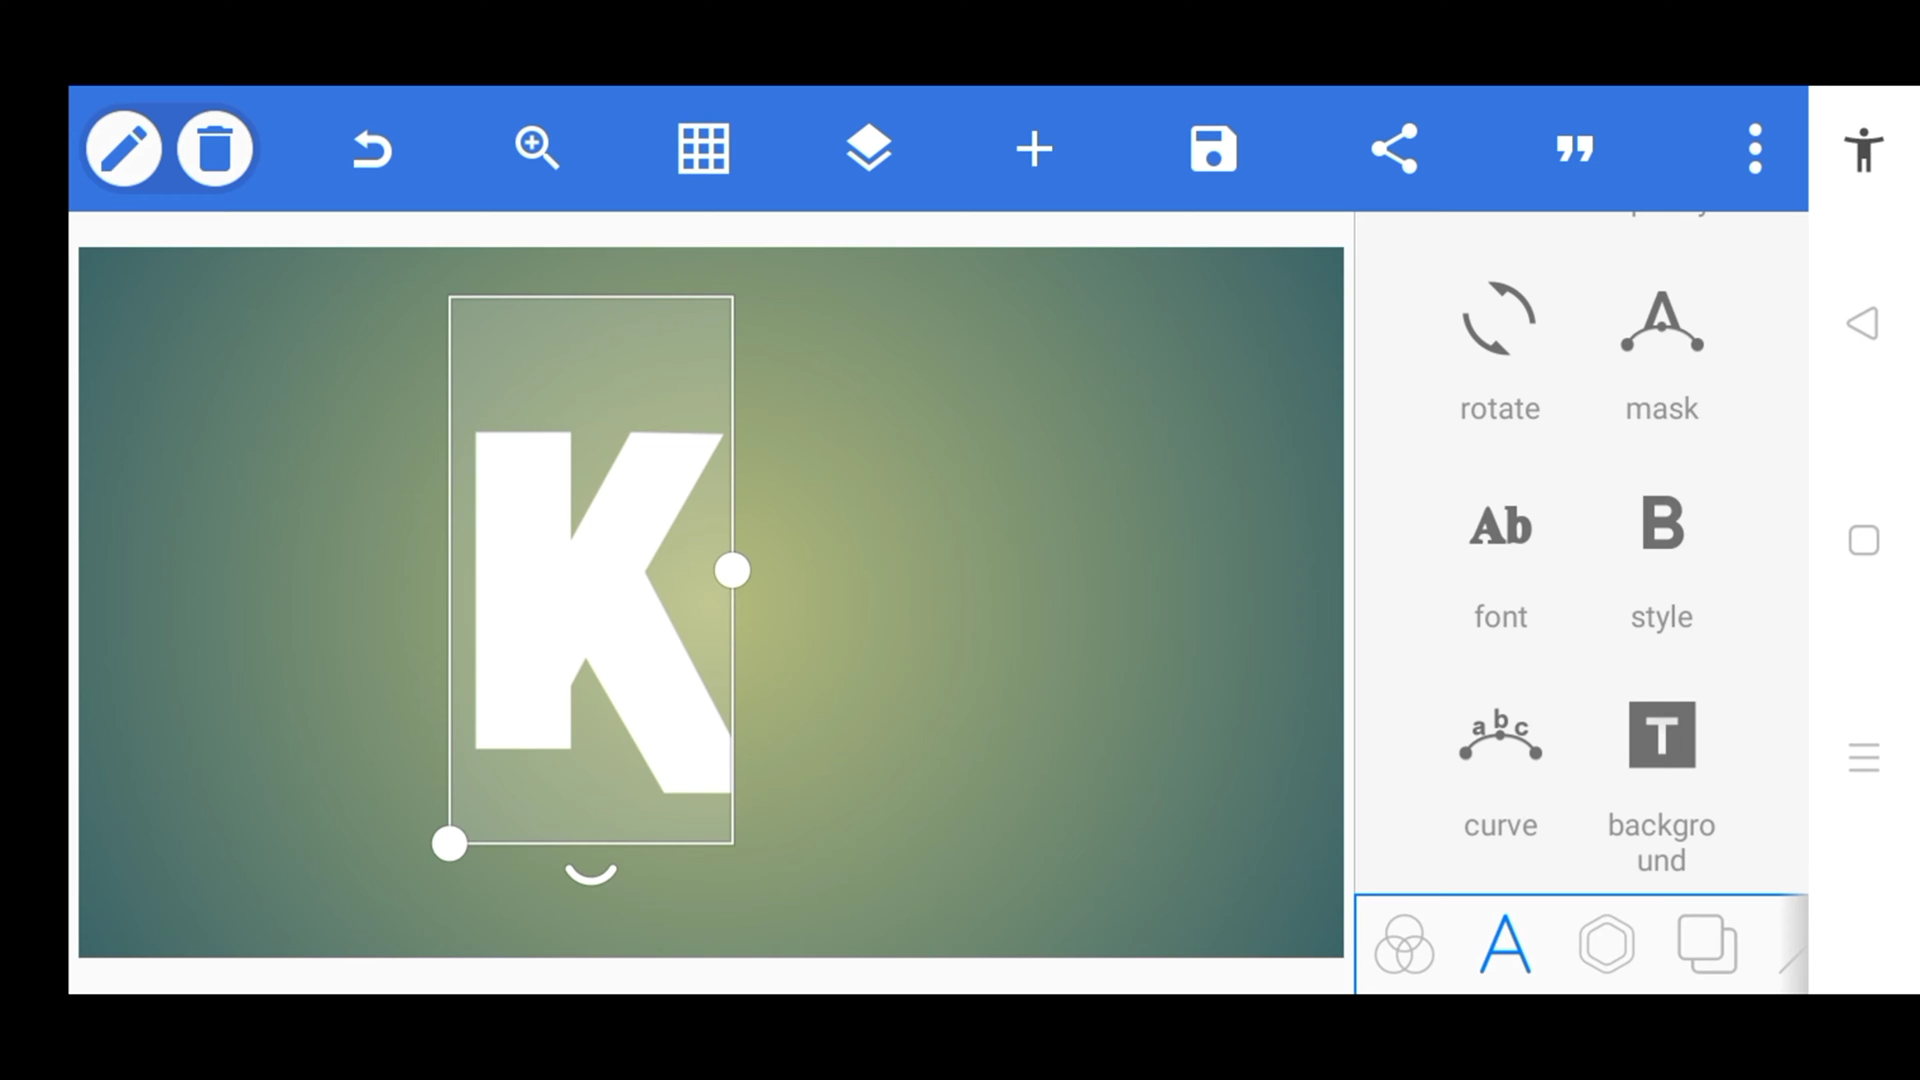 K
rotate
mask
Ab
B
font
style
abc
T
curve
backgro
und
A